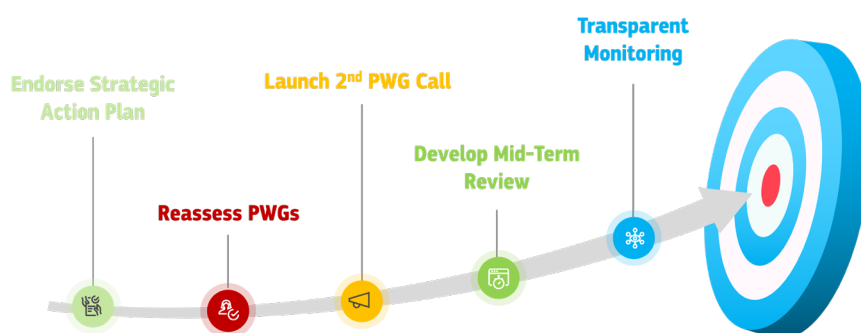 Endorse Strategic
Action Plan
Reassess PWGs
Launch 2nd PWG Call
Develop Mid-Term
Review
Transparent
Monitoring